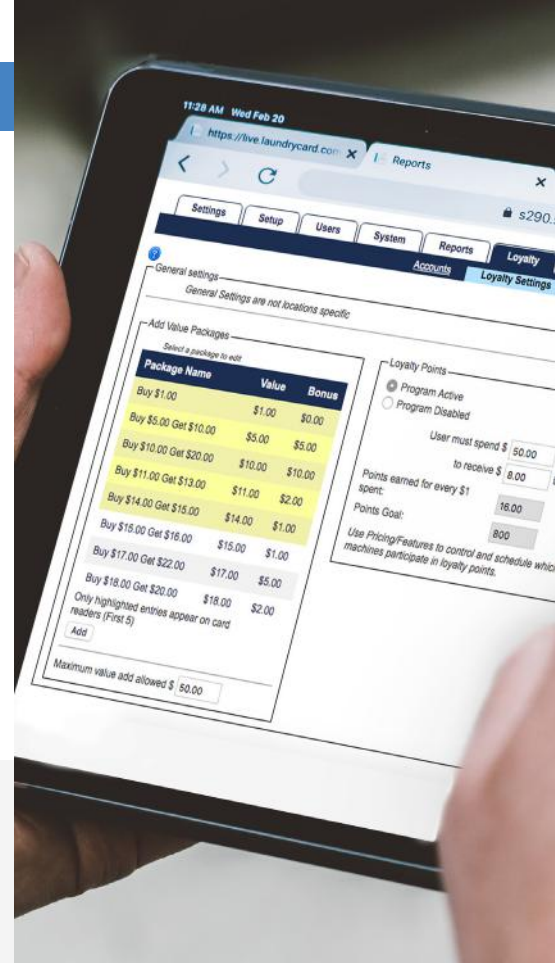 11:28 AM Wed Feb 20
https://live.laundrycard.com
Reports
s290.
Settings Setup Users System Reports Loyalty
Accounts Loyalty Settings
General settings
General Settings are not locations specific
Add Value Packages
Select a package to edit
Package Name Value Bonus
Buy $1.00 $1.00 $0.00
Buy $5.00 Get $10.00 $5.00 $5.00
Buy $10.00 Get $20.00 $10.00 $10.00
Buy $11.00 Get $13.00 $11.00 $2.00
Buy $14.00 Get $15.00 $14.00 $1.00
Buy $15.00 Get $16.00 $15.00 $1.00
Buy $17.00 Get $22.00 $17.00 $5.00
Buy $18.00 Get $20.00 $18.00 $2.00
Only highlighted entries appear on card
readers (First 5)
Add
Maximum value add allowed $ 50.00
Loyalty Points
Program Active
Program Disabled
User must spend $ 50.00
to receive $ 8.00
Points earned for every $1
spent: 16.00
Points Goal: 800
Use Pricing/Features to control and schedule which
machines participate in loyalty points.